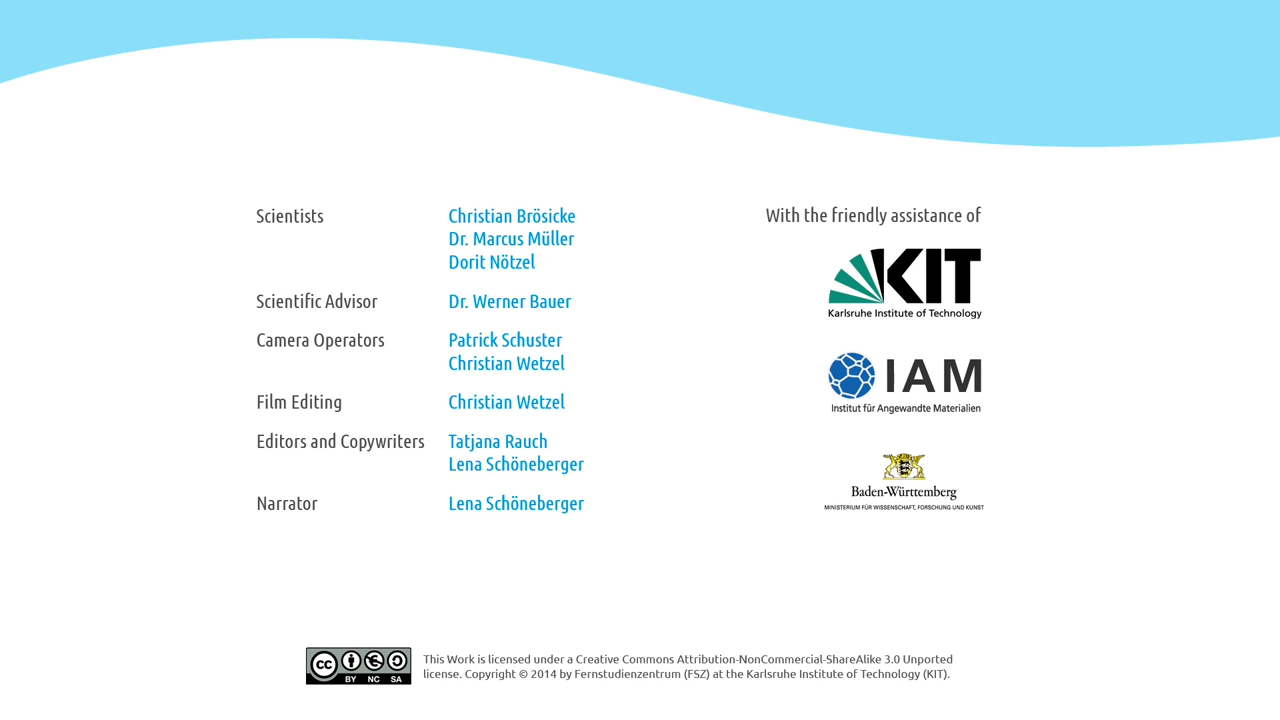 Scientists
Christian Brösicke
Dr. Marcus Müller
Dorit Nötzel
Scientific Advisor
Dr. Werner Bauer
Camera Operators
Patrick Schuster
Christian Wetzel
Film Editing
Christian Wetzel
Editors and Copywriters
Tatjana Rauch
Lena Schöneberger
Narrator
Lena Schöneberger
With the friendly assistance of
KIT
Karlsruhe Institute of Technology
IAM
Institut für Angewandte Materialien
Baden-Württemberg
MINISTERIUM FÜR WISSENSCHAFT, FORSCHUNG UND KUNST
cc
BY NC SA
This Work is licensed under a Creative Commons Attribution-NonCommercial-ShareAlike 3.0 Unported
license. Copyright © 2014 by Fernstudienzentrum (FSZ) at the Karlsruhe Institute of Technology (KIT).